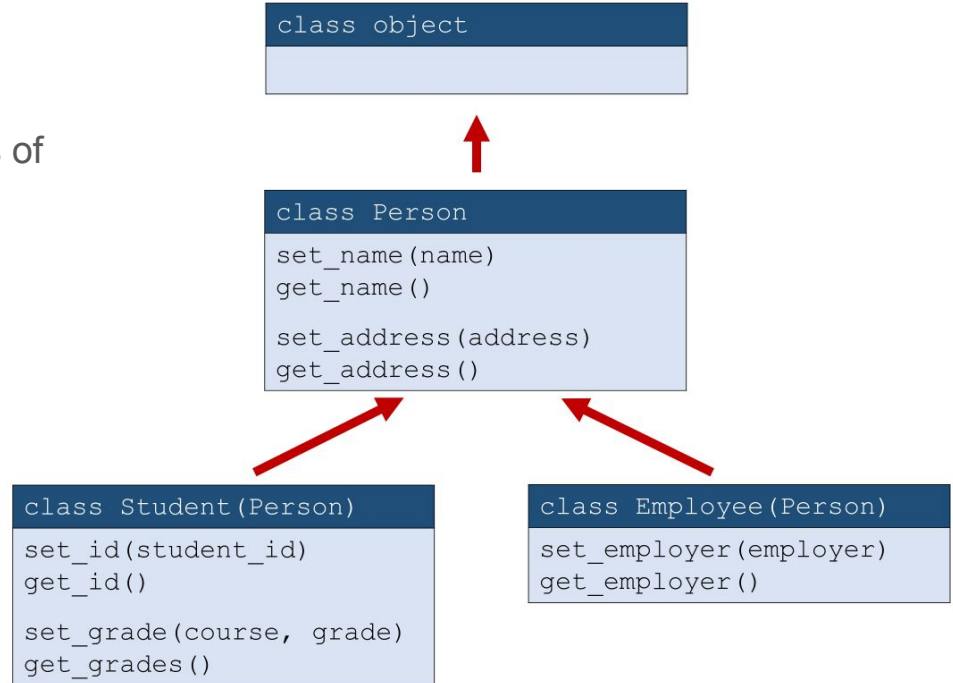 class object
of
class Person
set_name(name)
get_name()
set_address(address)
get_address()
class Student(Person)
set_id(student_id)
get_id()
set_grade(course, grade)
get_grades()
class Employee(Person)
set_employer(employer)
get_employer()